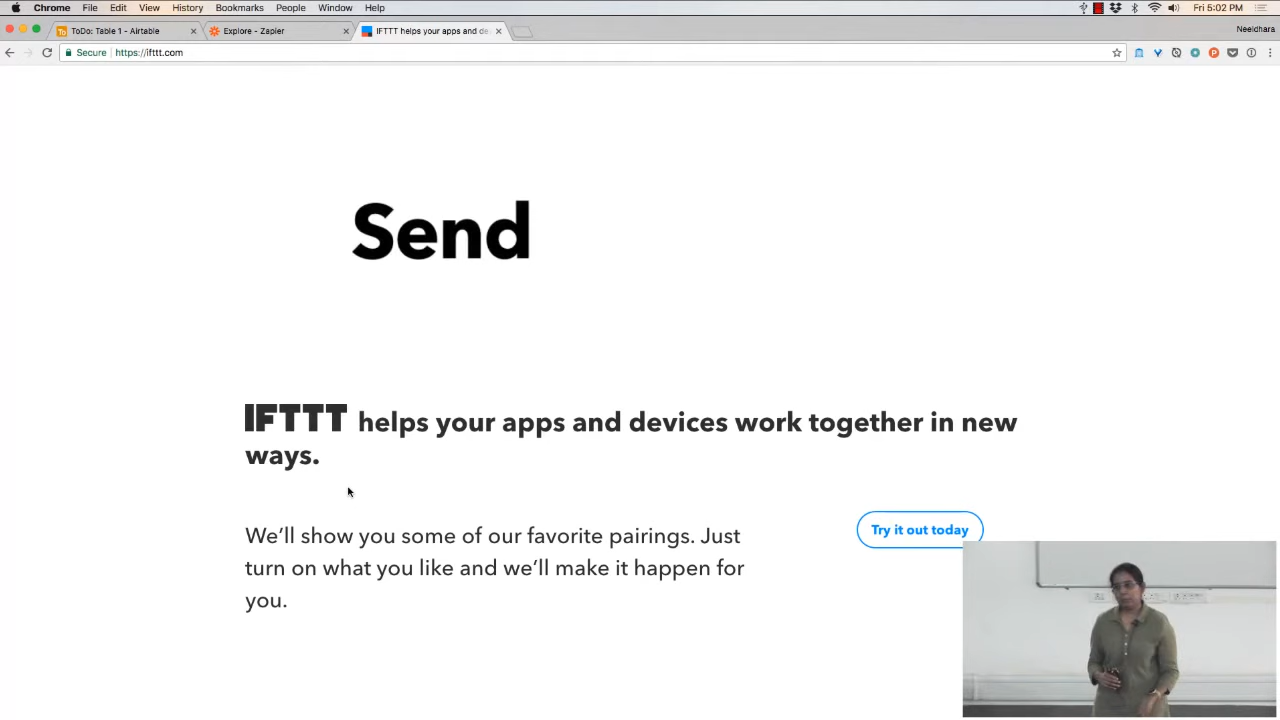 Chrome File Edit View History Bookmarks People Window Help Fri 5:02 PM
ToDo: Table 1 - Airtable Explore - Zapier IFTTT helps your apps and de Needhara
Secure https://ifttt.com
Send
IFTTT helps your apps and devices work together in new
ways.
We’ll show you some of our favorite pairings. Just
turn on what you like and we’ll make it happen for
you.
Try it out today